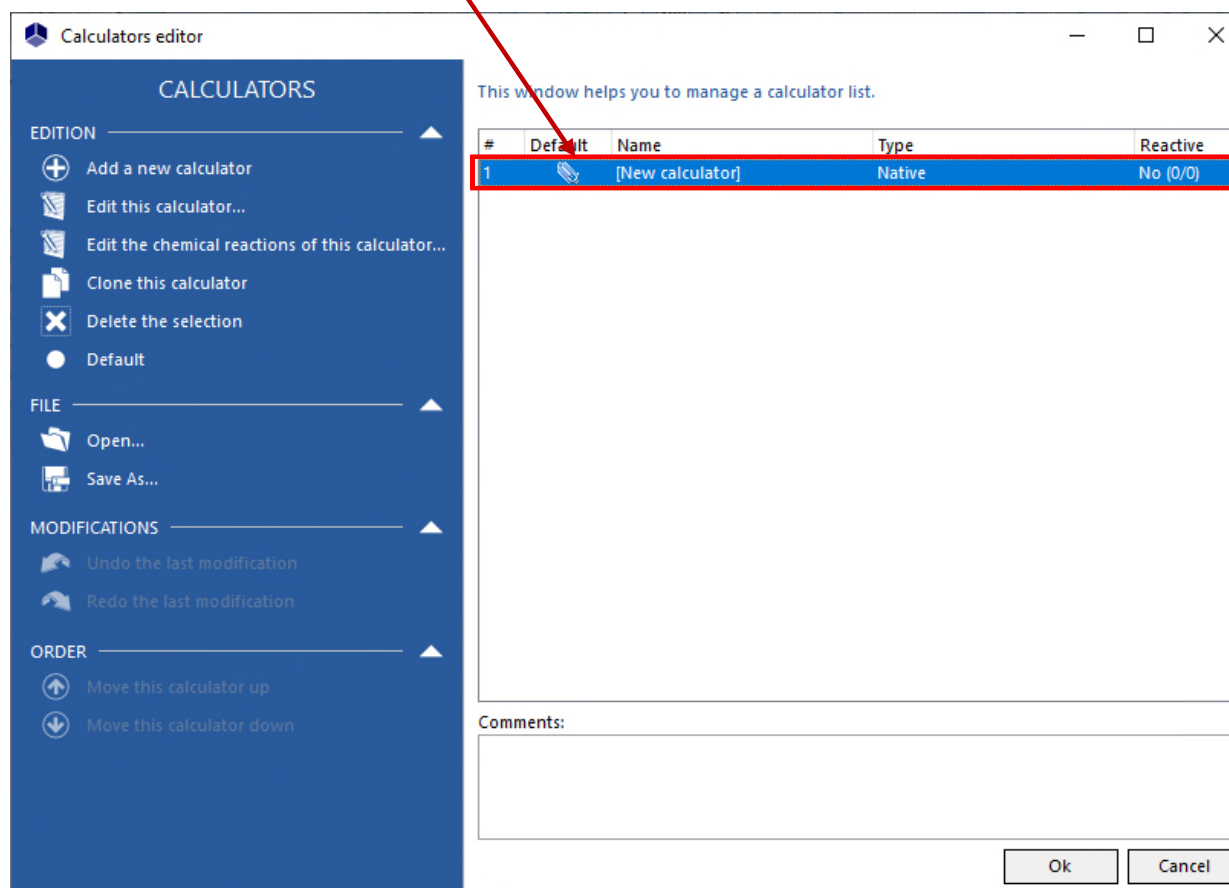 Calculators editor
CALCULATORS
EDITION
Add a new calculator
Edit this calculator...
Edit the chemical reactions of this calculator...
Clone this calculator
Delete the selection
Default
FILE
Open...
Save As...
MODIFICATIONS
Undo the last modification
Redo the last modification
ORDER
Move this calculator up
Move this calculator down
This window helps you to manage a calculator list.
# Default Name Type Reactive
1 [New calculator] Native No (0/0)
Comments:
Ok Cancel